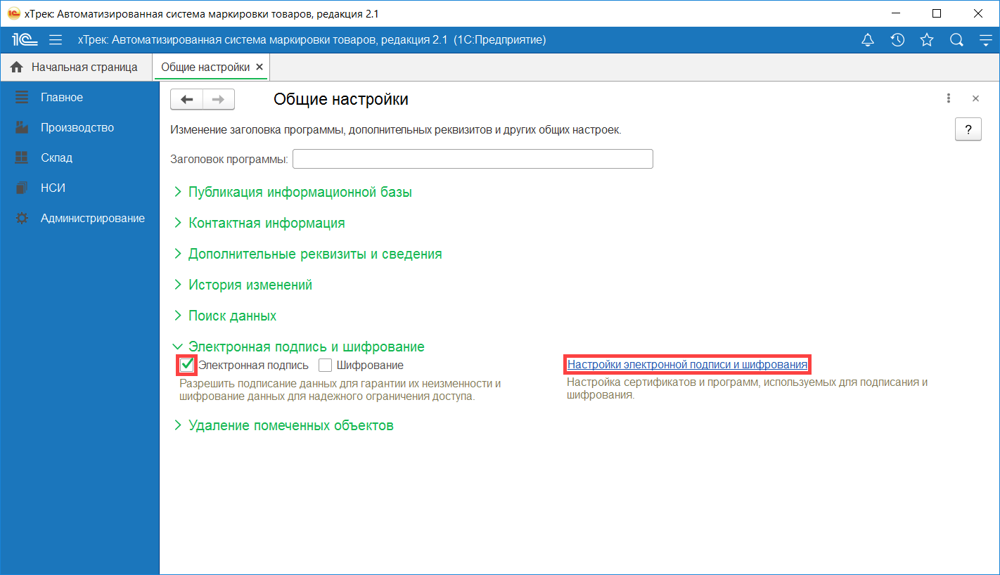 хТрек: Автоматизированная система маркировки товаров, редакция 2.1
1С хТрек: Автоматизированная система маркировки товаров, редакция 2.1 (1С:Предприятие)
Начальная страница Общие настройки
Главное
Производство
Склад
НСИ
Администрирование
Общие настройки
Изменение заголовка программы, дополнительных реквизитов и других общих настроек.
?
Заголовок программы:
Публикация информационной базы
Контактная информация
Дополнительные реквизиты и сведения
История изменений
Поиск данных
Электронная подпись и шифрование
Электронная подпись Шифрование
Разрешить подписание данных для гарантии их неизменности и
шифрование данных для надежного ограничения доступа.
Настройки электронной подписи и шифрования
Настройка сертификатов и программ, используемых для подписания и
шифрования.
Удаление помеченных объектов